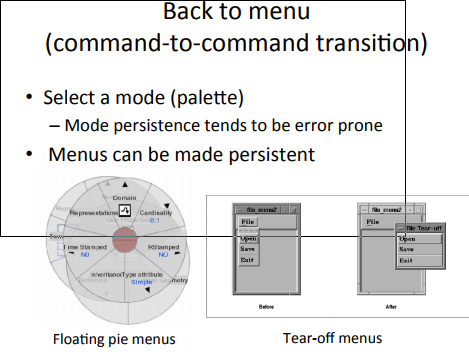 Back to menu
(command-to-command transition)
• Select a mode (palette)
– Mode persistence tends to be error prone
• Menus can be made persistent
Domain
Representations
Cardinality
0:1
Time Stamped
NO
RStamped
NO
Inheritance
Type attribute
Simple
file_menu2
File
Open
Save
Exit
Before
file_menu2
File
File Tear-off
Open
Save
Exit
After
Floating pie menus
Tear-off menus